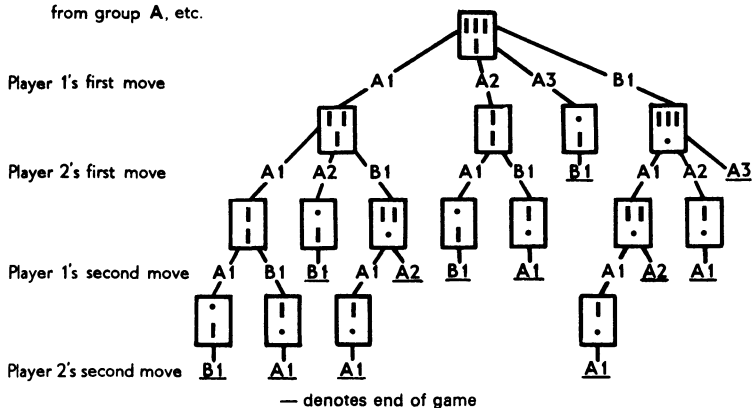 from group A, etc.
Player 1's first move A1 A2 A3 B1
Player 2's first move A1 A2 B1 A1 B1 B1 A1 A2 A3
Player 1's second move A1 B1 B1 A1 A2 B1 A1 A1 A2 A1
Player 2's second move B1 A1 A1 A1
— denotes end of game